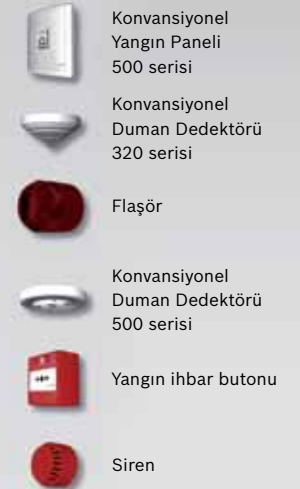 Konvansiyonel
Yangın Paneli
500 serisi
Konvansiyonel
Duman Dedektörü
320 serisi
Flaşör
Konvansiyonel
Duman Dedektörü
500 serisi
Yangın ihbar butonu
Siren